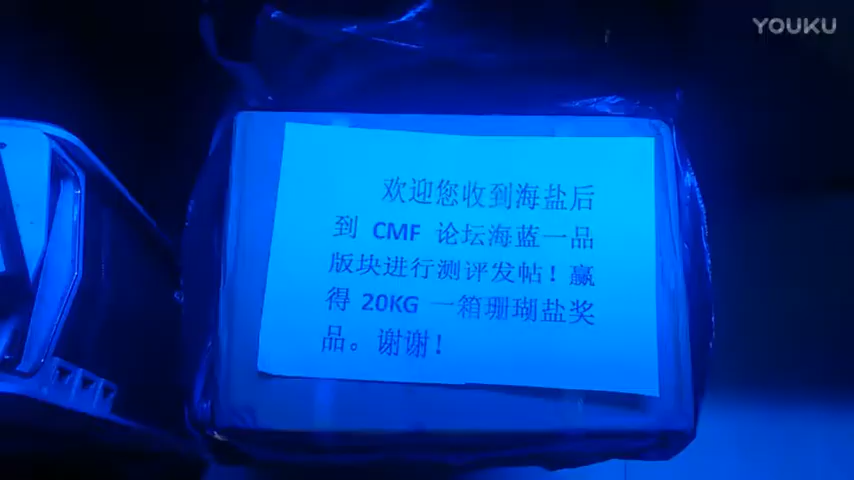 YOUKU
欢迎您收到海盐后
到 CMF 论坛海蓝一品
版块进行测评发帖！赢
得 20KG 一箱珊瑚盐奖
品。谢谢！